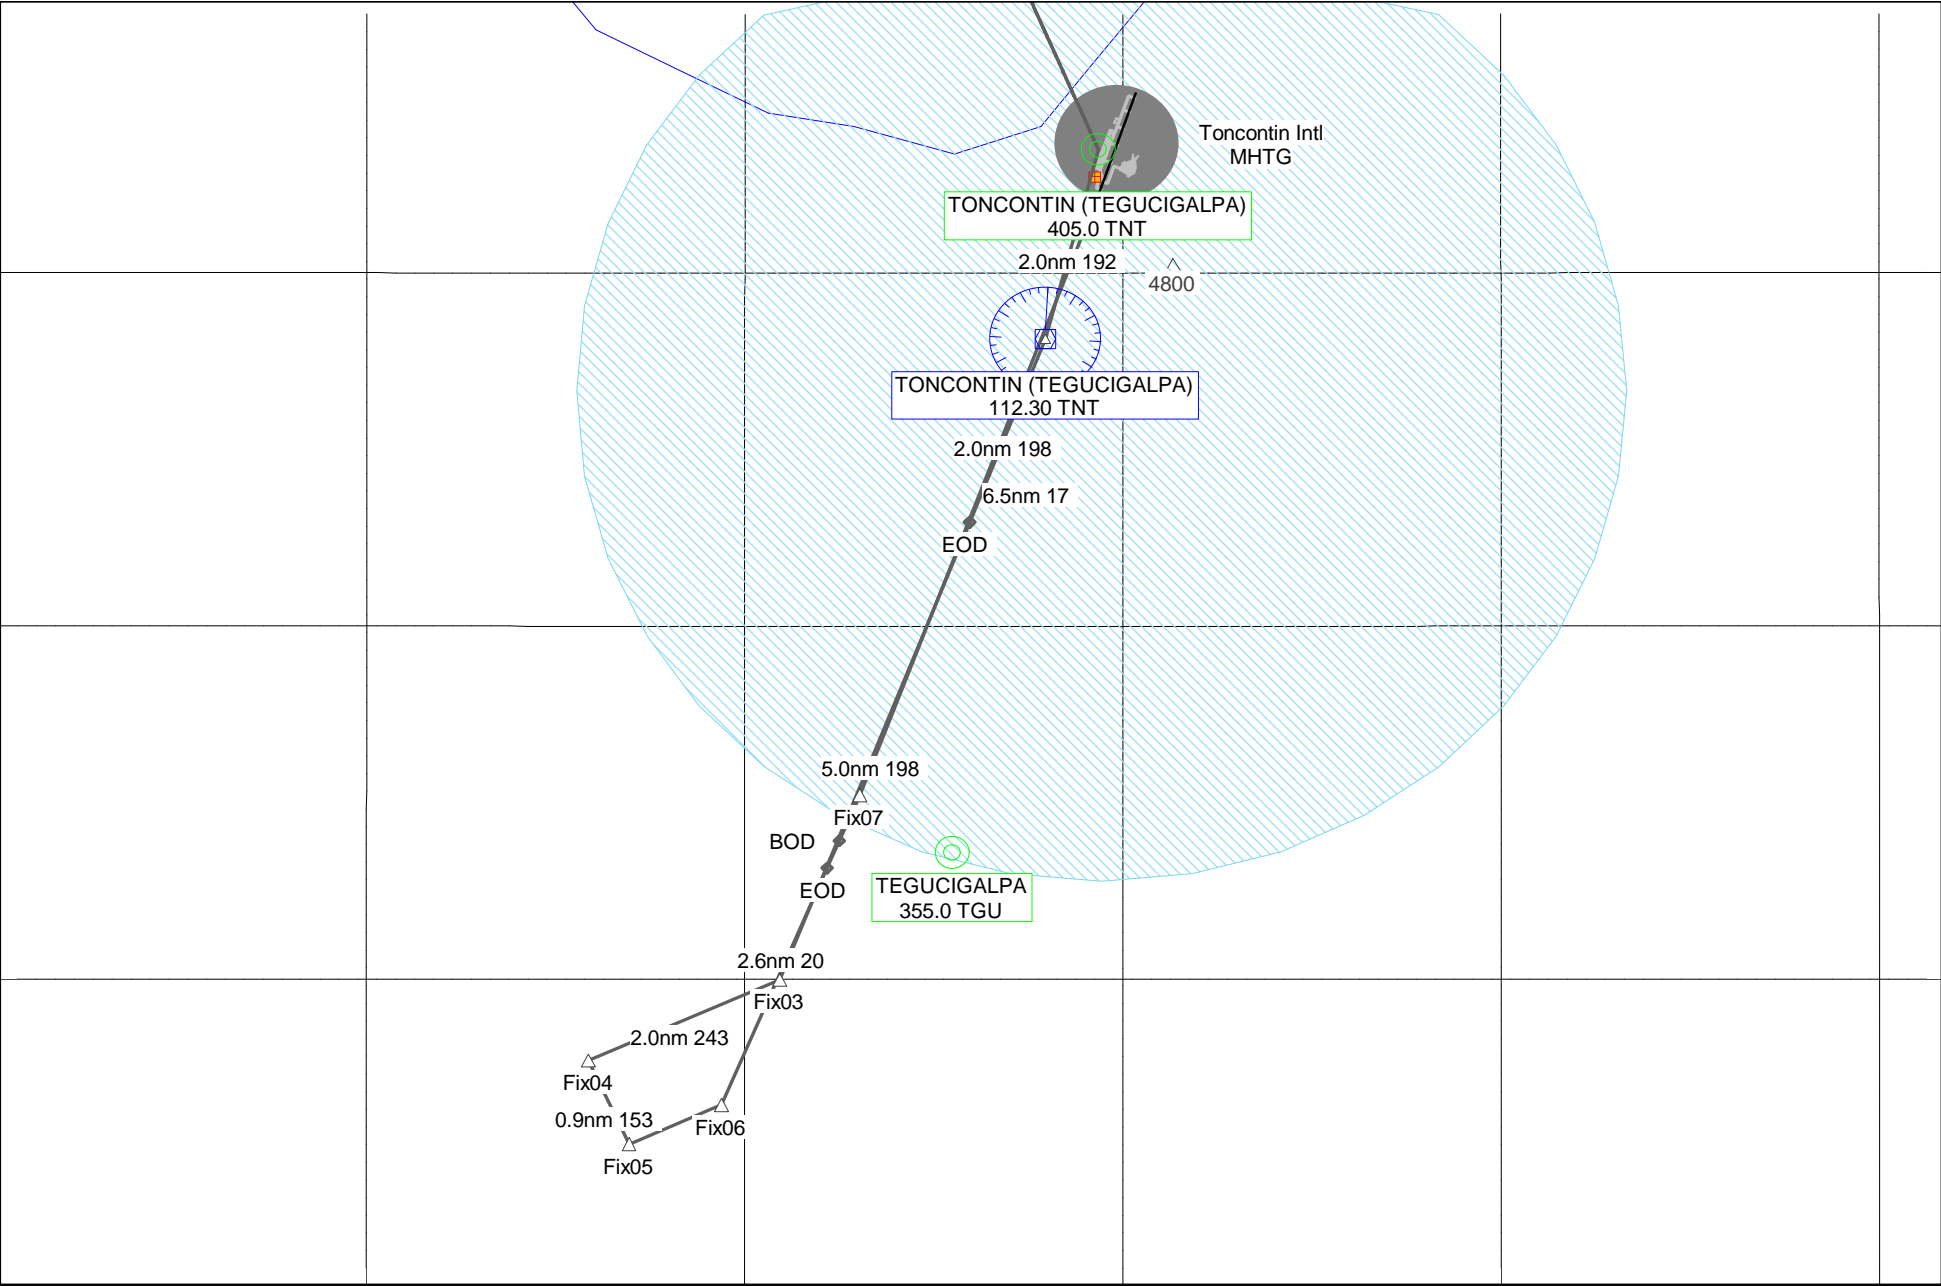 Toncontin Intl
MHTG
TONCONTIN (TEGUCIGALPA)
405.0 TNT
2.0nm 192
4800
TONCONTIN (TEGUCIGALPA)
112.30 TNT
2.0nm 198
6.5nm 17
EOD
5.0nm 198
Fix07
BOD
EOD
TEGUCIGALPA
355.0 TGU
2.6nm 20
Fix03
2.0nm 243
Fix04
0.9nm 153
Fix06
Fix05